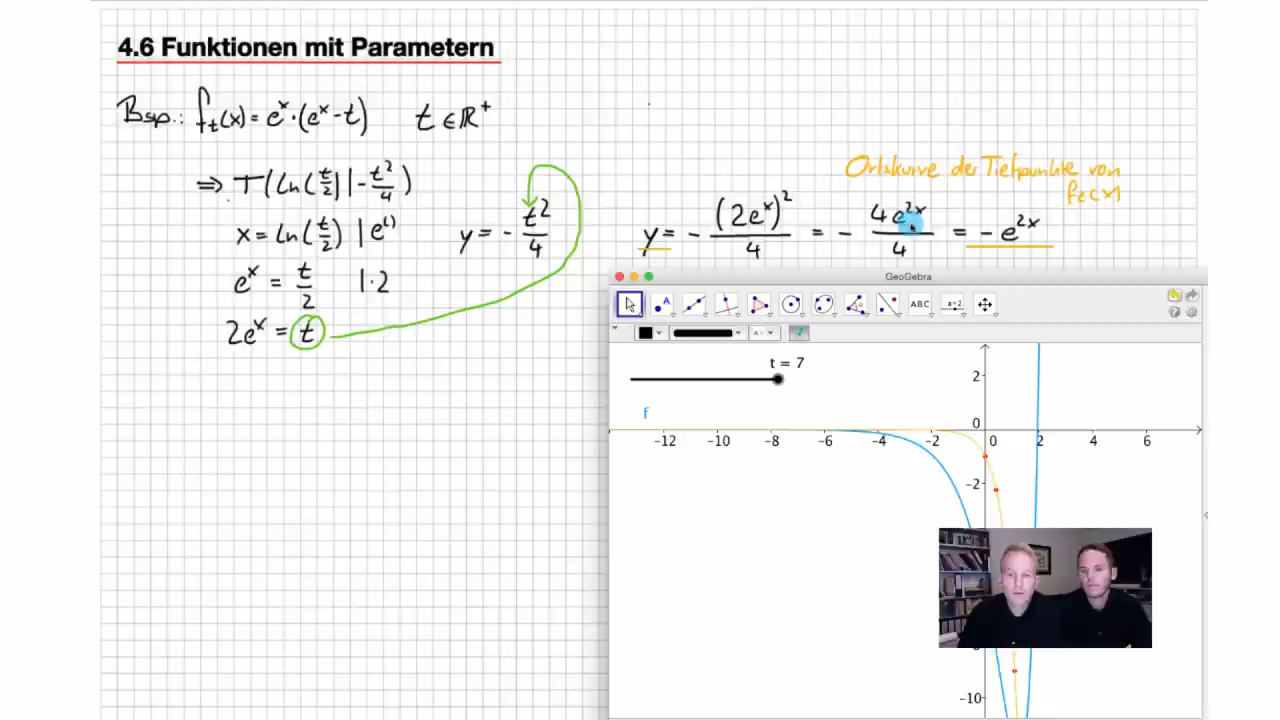 4.6 Funktionen mit Parametern
Bsp.: fₜ(x) = eˣ·(eˣ-t) t ∈ ℝ⁺
⇒ T(ln(t/2) | -t²/4)
x = ln(t/2) | e^()
eˣ = t/2 | ·2
2eˣ = t
y = - t²/4
Ortskurve der Tiefpunkte von
fₜ(x)
y = - (2eˣ)²/4 = - 4e²ˣ/4 = - e²ˣ
GeoGebra
A ABC a=2
t = 7
f
2
0
-12 -10 -8 -6 -4 -2 0 2 4 6
-2
-10